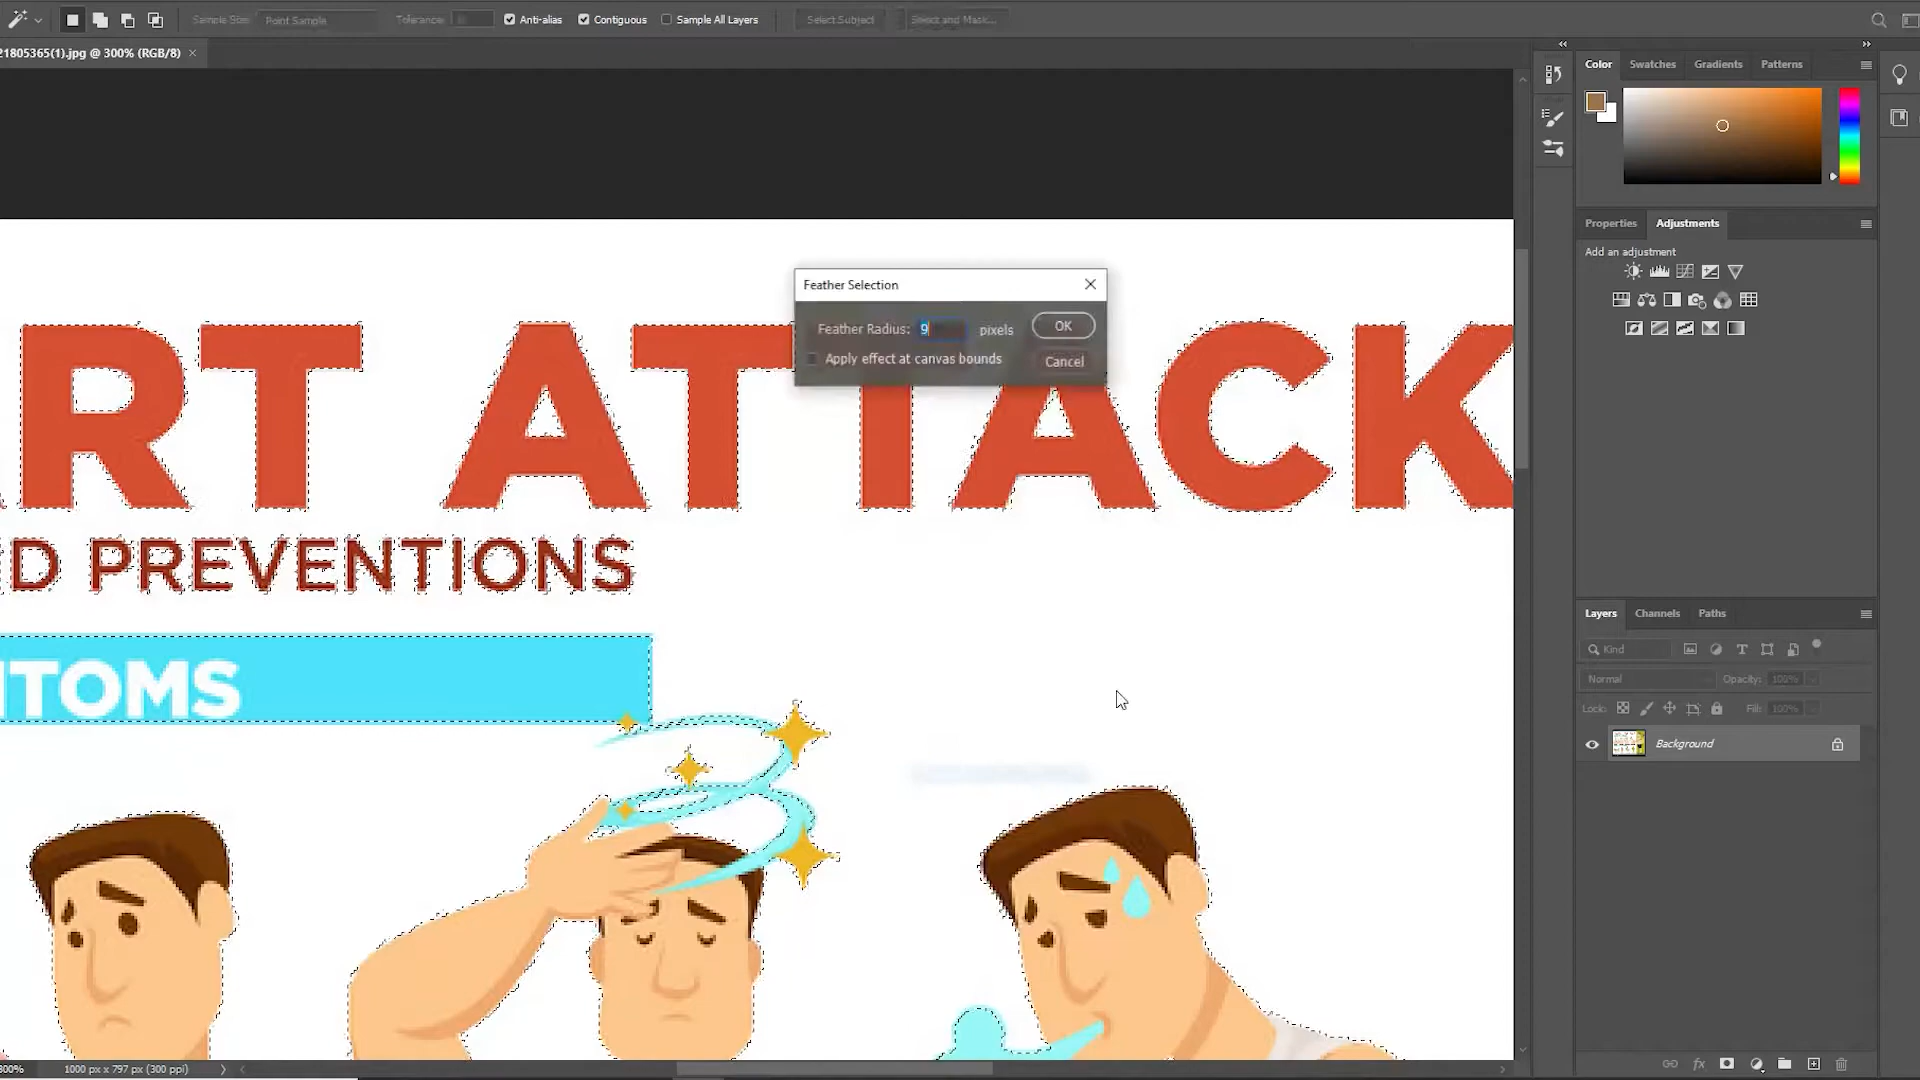 Sample Size: Point Sample Tolerance: Anti-alias Contiguous Sample All Layers Select Subject Select and Mask...
21805365(1).jpg @ 300% (RGB/8) ×
Color Swatches Gradients Patterns
Properties Adjustments
Add an adjustment
Feather Selection
Feather Radius: 9 pixels OK
Apply effect at canvas bounds Cancel
RT ATTACK
D PREVENTIONS
TOMS
Layers Channels Paths
Kind
Normal Opacity: 100%
Lock: Fill: 100%
Background
300% 1000 px x 797 px (300 ppi)